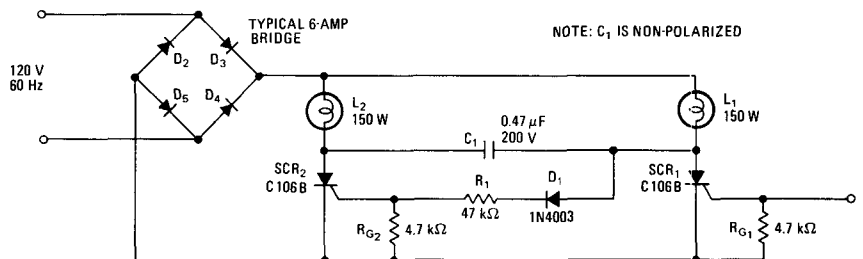 TYPICAL 6-AMP
BRIDGE
NOTE: C₁ IS NON-POLARIZED
D₂
D₃
120 V
60 Hz
D₅
D₄
L₂
150 W
0.47 µF
200 V
C₁
L₁
150 W
SCR₂
C106B
R₁
47 kΩ
D₁
1N4003
SCR₁
C106B
RG₂
4.7 kΩ
RG₁
4.7 kΩ